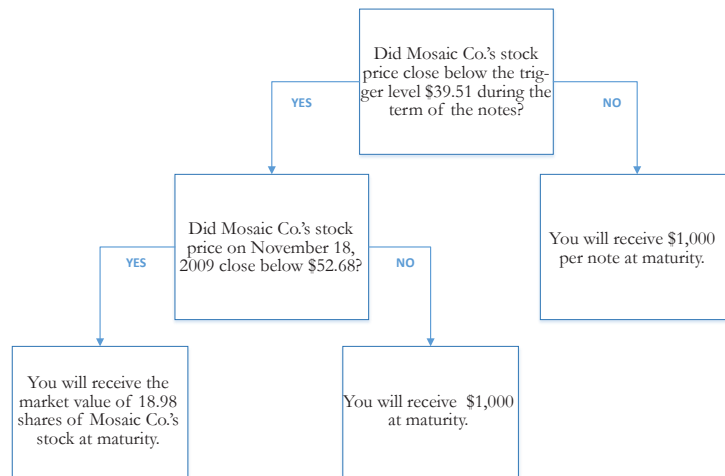 Did Mosaic Co.'s stock
price close below the trig-
ger level $39.51 during the
term of the notes?
YES
NO
Did Mosaic Co.'s stock
price on November 18,
2009 close below $52.68?
You will receive $1,000
per note at maturity.
YES
NO
You will receive the
market value of 18.98
shares of Mosaic Co.'s
stock at maturity.
You will receive  $1,000
at maturity.